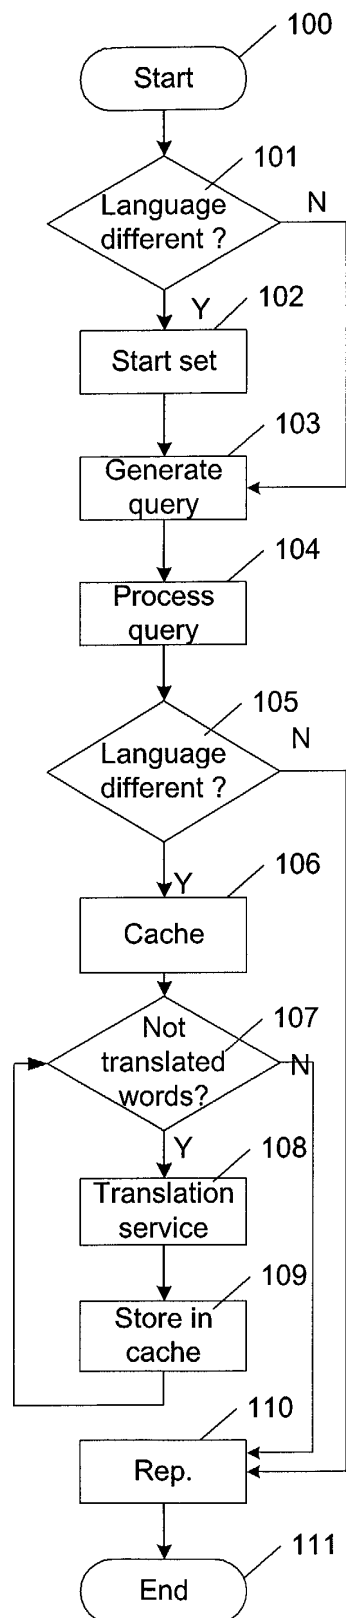 100
Start
101
Language
different ?
N
Y
102
Start set
103
Generate
query
104
Process
query
105
Language
different ?
N
Y
106
Cache
107
Not
translated
words?
N
Y
108
Translation
service
109
Store in
cache
110
Rep.
111
End